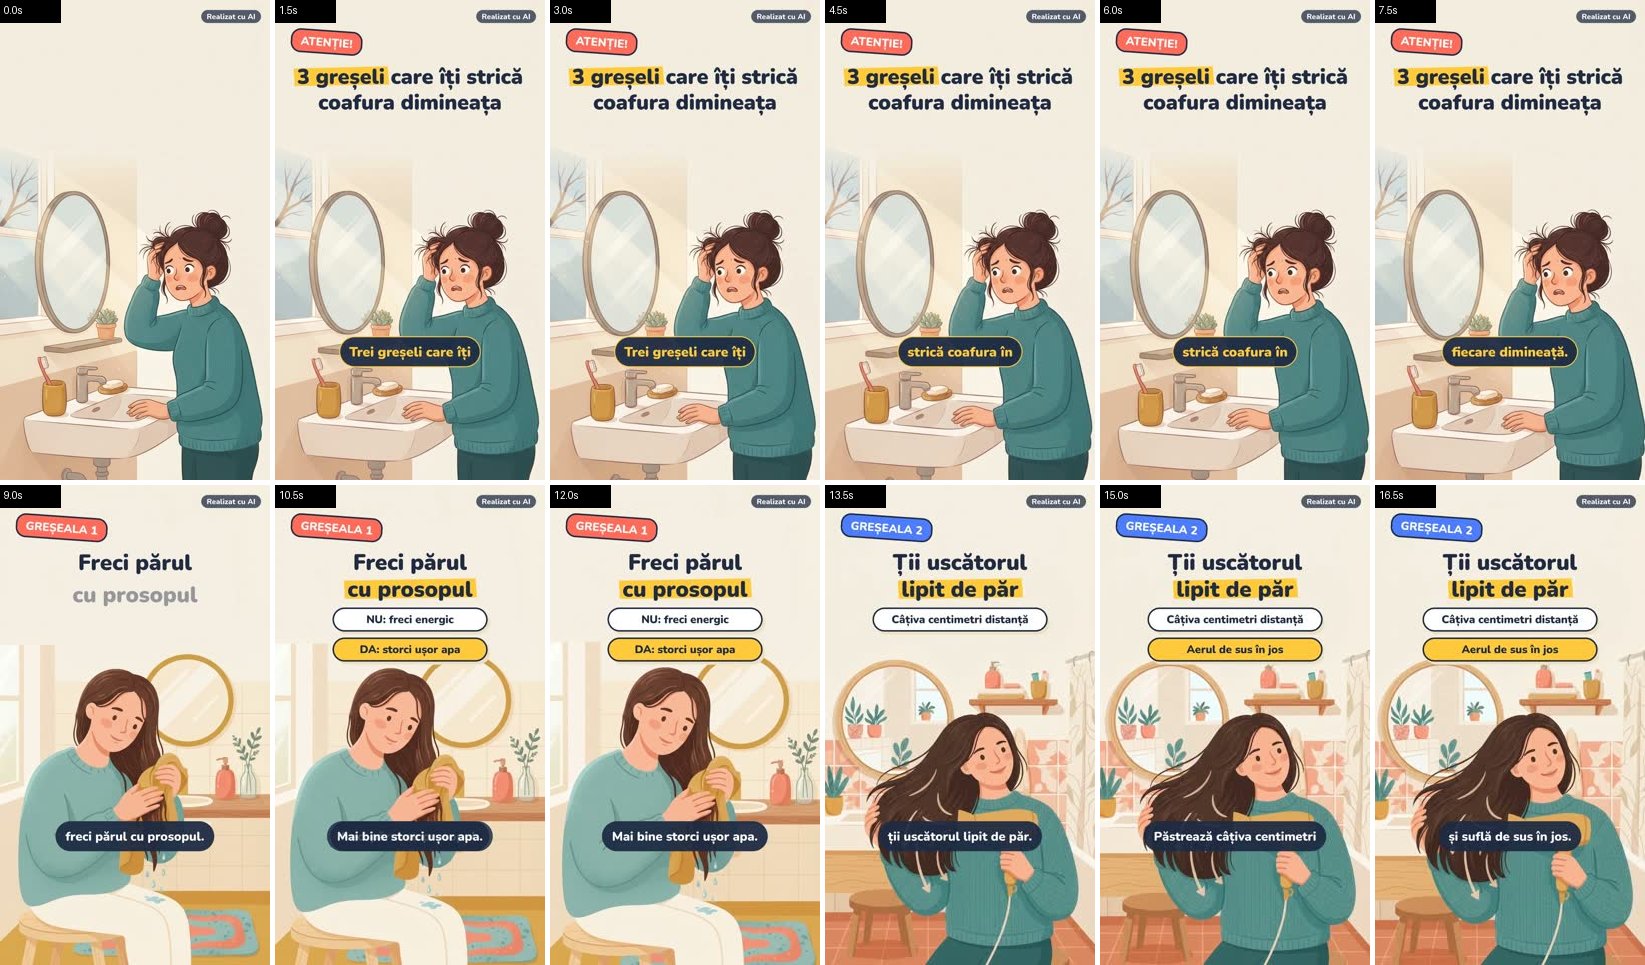 0.0s
Realizat cu AI
1.5s
Realizat cu AI
ATENȚIE!
3 greșeli care îți strică
coafura dimineața
Trei greșeli care îți
3.0s
Realizat cu AI
ATENȚIE!
3 greșeli care îți strică
coafura dimineața
Trei greșeli care îți
4.5s
Realizat cu AI
ATENȚIE!
3 greșeli care îți strică
coafura dimineața
strică coafura în
6.0s
Realizat cu AI
ATENȚIE!
3 greșeli care îți strică
coafura dimineața
strică coafura în
7.5s
Realizat cu AI
ATENȚIE!
3 greșeli care îți strică
coafura dimineața
fiecare dimineață.
9.0s
Realizat cu AI
GREȘEALA 1
Freci părul
cu prosopul
freci părul cu prosopul.
10.5s
Realizat cu AI
GREȘEALA 1
Freci părul
cu prosopul
NU: freci energic
DA: storci ușor apa
Mai bine storci ușor apa.
12.0s
Realizat cu AI
GREȘEALA 1
Freci părul
cu prosopul
NU: freci energic
DA: storci ușor apa
Mai bine storci ușor apa.
13.5s
Realizat cu AI
GREȘEALA 2
Ții uscătorul
lipit de păr
Câțiva centimetri distanță
ții uscătorul lipit de păr.
15.0s
Realizat cu AI
GREȘEALA 2
Ții uscătorul
lipit de păr
Câțiva centimetri distanță
Aerul de sus în jos
Păstrează câțiva centimetri
16.5s
Realizat cu AI
GREȘEALA 2
Ții uscătorul
lipit de păr
Câțiva centimetri distanță
Aerul de sus în jos
și suflă de sus în jos.